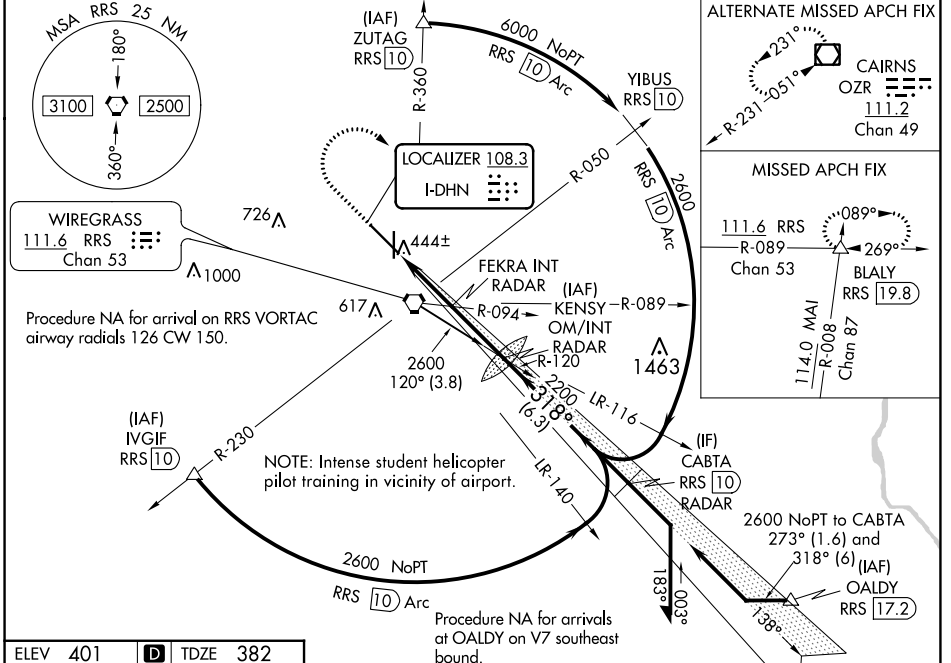 MSA RRS 25 NM
180°
3100
2500
360°
(IAF)
ZUTAG
RRS 10
6000 NoPT
RRS 10 Arc
R-360
YIBUS
RRS 10
R-050
2600
RRS 10 Arc
LOCALIZER 108.3
I-DHN
WIREGRASS
111.6 RRS
Chan 53
726
1000
444±
617
Procedure NA for arrival on RRS VORTAC
airway radials 126 CW 150.
FEKRA INT
RADAR
R-094
(IAF)
KENSY
OM/INT
RADAR
R-089
R-120
1463
2600
120° (3.8)
2200
318°
(6.3)
LR-116
LR-140
(IF)
CABTA
RRS 10
RADAR
(IAF)
IVGIF
RRS 10
R-230
NOTE: Intense student helicopter
pilot training in vicinity of airport.
2600 NoPT
RRS 10 Arc
183°
003°
2600 NoPT to CABTA
273° (1.6) and
318° (6)
(IAF)
OALDY
RRS 17.2
138°
Procedure NA for arrivals
at OALDY on V7 southeast
bound.
ALTERNATE MISSED APCH FIX
231°
R-231
051°
CAIRNS
OZR
111.2
Chan 49
MISSED APCH FIX
111.6 RRS
R-089
Chan 53
089°
269°
BLALY
RRS 19.8
114.0 MAI
R-008
Chan 87
ELEV 401
D
TDZE 382